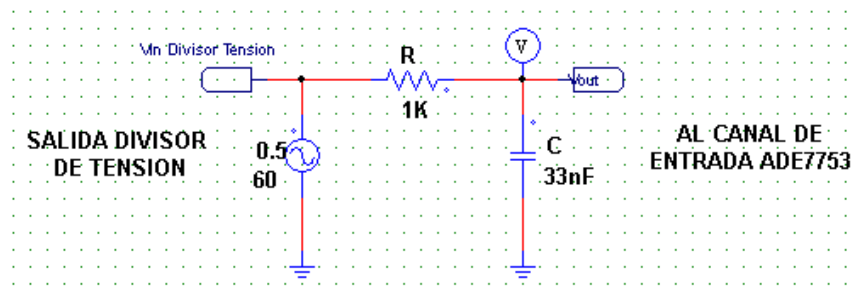 Vin Divisor Tension
R
1K
V
Vout
SALIDA DIVISOR
DE TENSION
0.5
60
C
33nF
AL CANAL DE
ENTRADA ADE7753